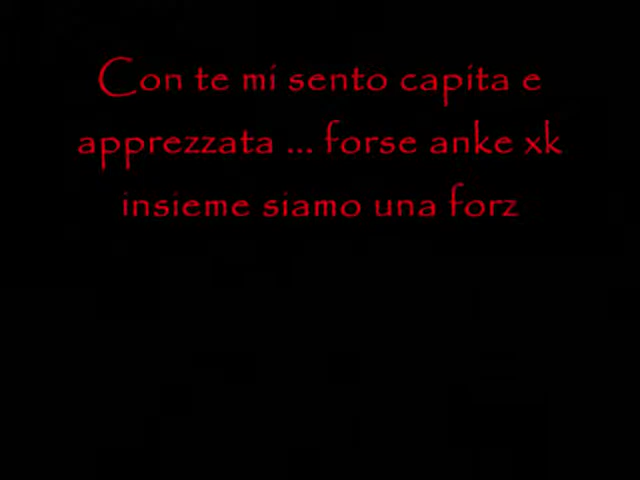 Con te mi sento capita e
apprezzata ... forse anke xk
insieme siamo una forz